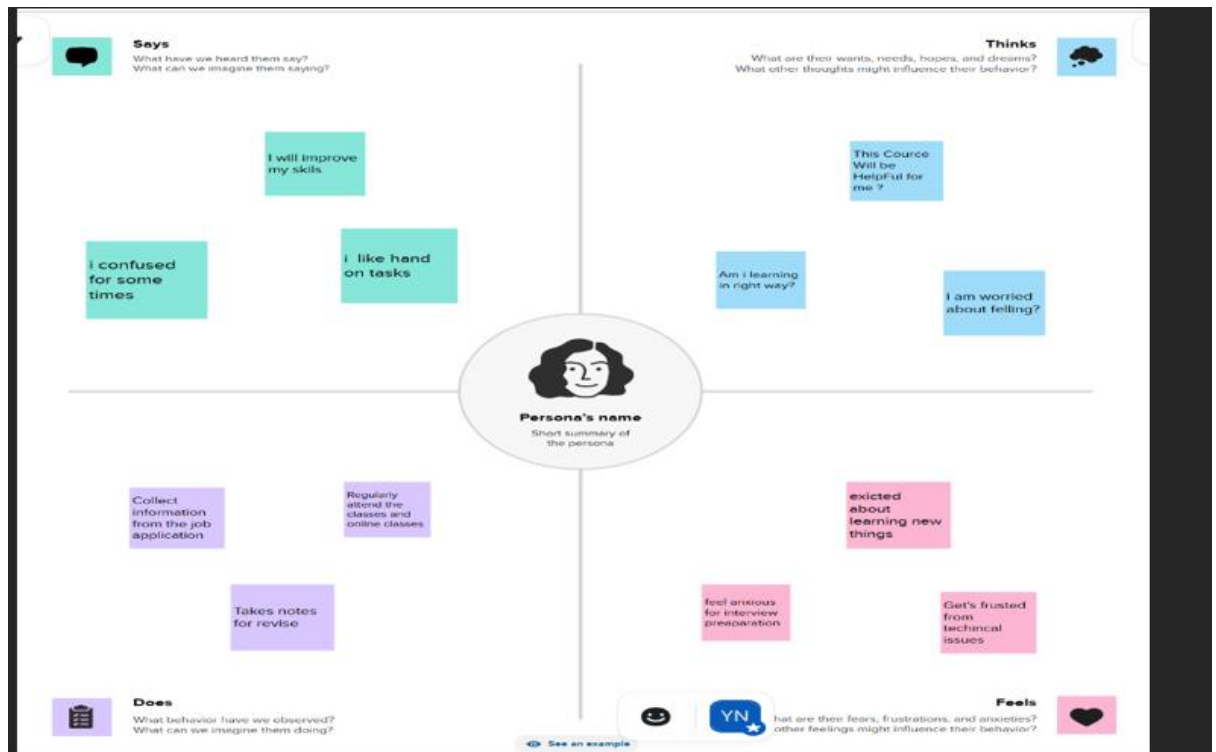 Says
What have we heard them say?
What can we imagine them saying?
Thinks
What are their wants, needs, hopes, and dreams?
What other thoughts might influence their behavior?
I will improve
my skills
i confused
for some
times
i like hand
on tasks
This Cource
Will be
HelpFul for
me ?
Am i learning
in right way?
I am worried
about felling?
Persona's name
Short summary of
the persona
Collect
information
from the job
application
Regularly
attend the
classes and
online classes
Takes notes
for revise
exicted
about
learning new
things
feel anxious
for interview
preaparation
Get's frusted
from
techincal
issues
Does
What behavior have we observed?
What can we imagine them doing?
See an example
YN
Feels
hat are their fears, frustrations, and anxieties?
other feelings might influence their behavior?